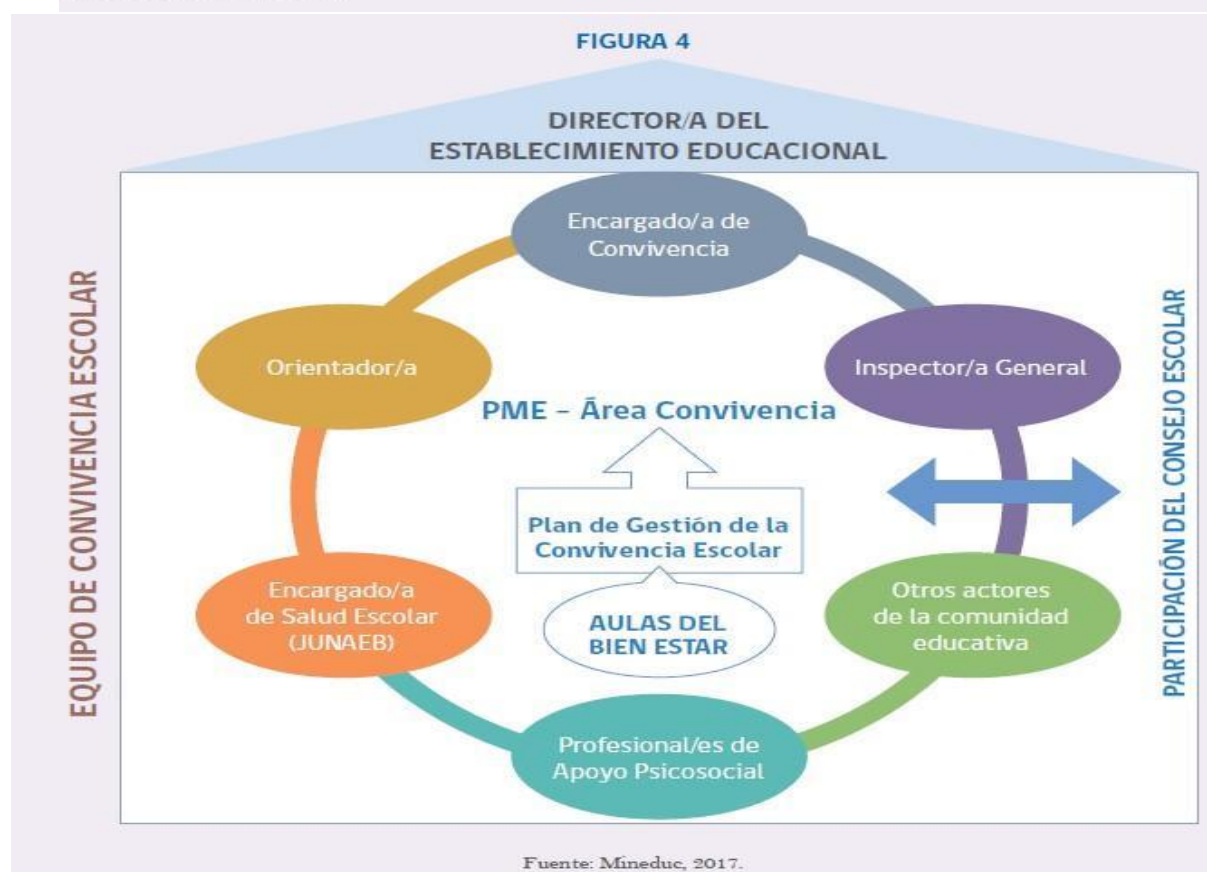 FIGURA 4
DIRECTOR/A DEL
ESTABLECIMIENTO EDUCACIONAL
EQUIPO DE CONVIVENCIA ESCOLAR
Encargado/a de
Convivencia
Orientador/a
Inspector/a General
PME – Área Convivencia
Plan de Gestión de la
Convivencia Escolar
AULAS DEL
BIEN ESTAR
Encargado/a
de Salud Escolar
(JUNAEB)
Otros actores
de la comunidad
educativa
Profesional/es de
Apoyo Psicosocial
PARTICIPACIÓN DEL CONSEJO ESCOLAR
Fuente: Mineduc, 2017.